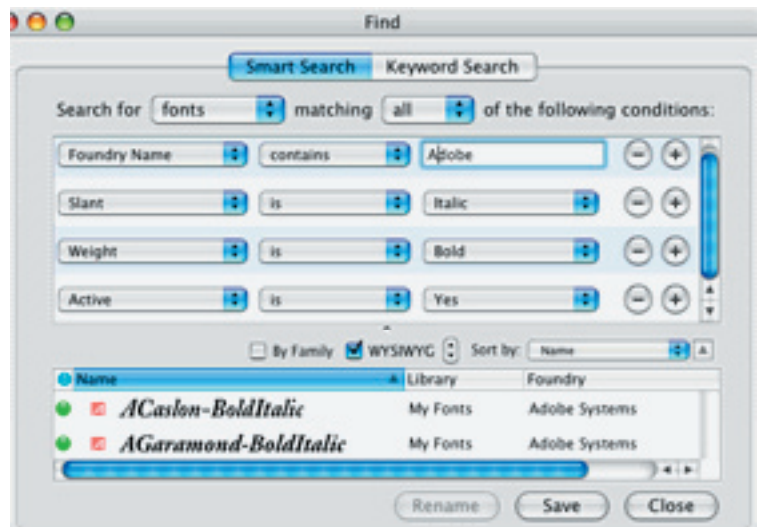 Find
Smart Search Keyword Search
Search for fonts matching all of the following conditions:
Foundry Name contains Adobe
Slant is Italic
Weight is Bold
Active is Yes
By Family WYSIWYG Sort by: Name
Name Library Foundry
ACaslon-BoldItalic My Fonts Adobe Systems
AGaramond-BoldItalic My Fonts Adobe Systems
Rename Save Close